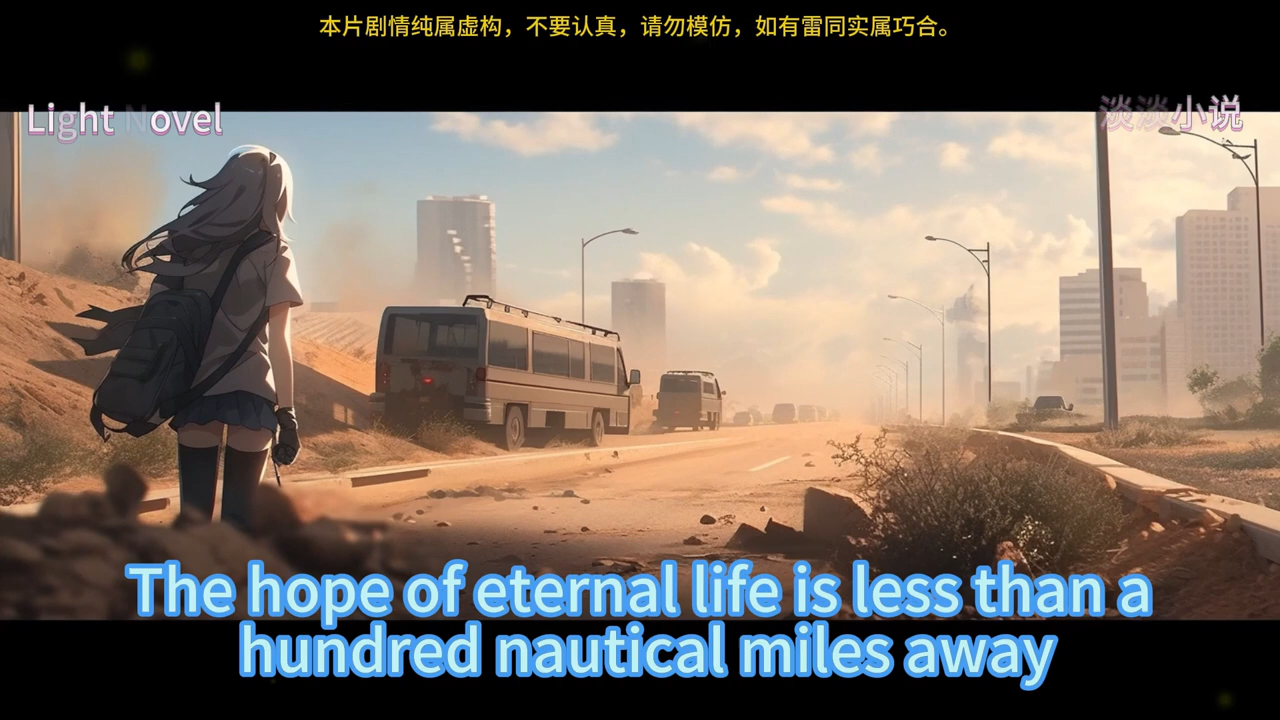 本片剧情纯属虚构，不要认真，请勿模仿，如有雷同实属巧合。
Light Novel
淡淡小说
The hope of eternal life is less than a
hundred nautical miles away